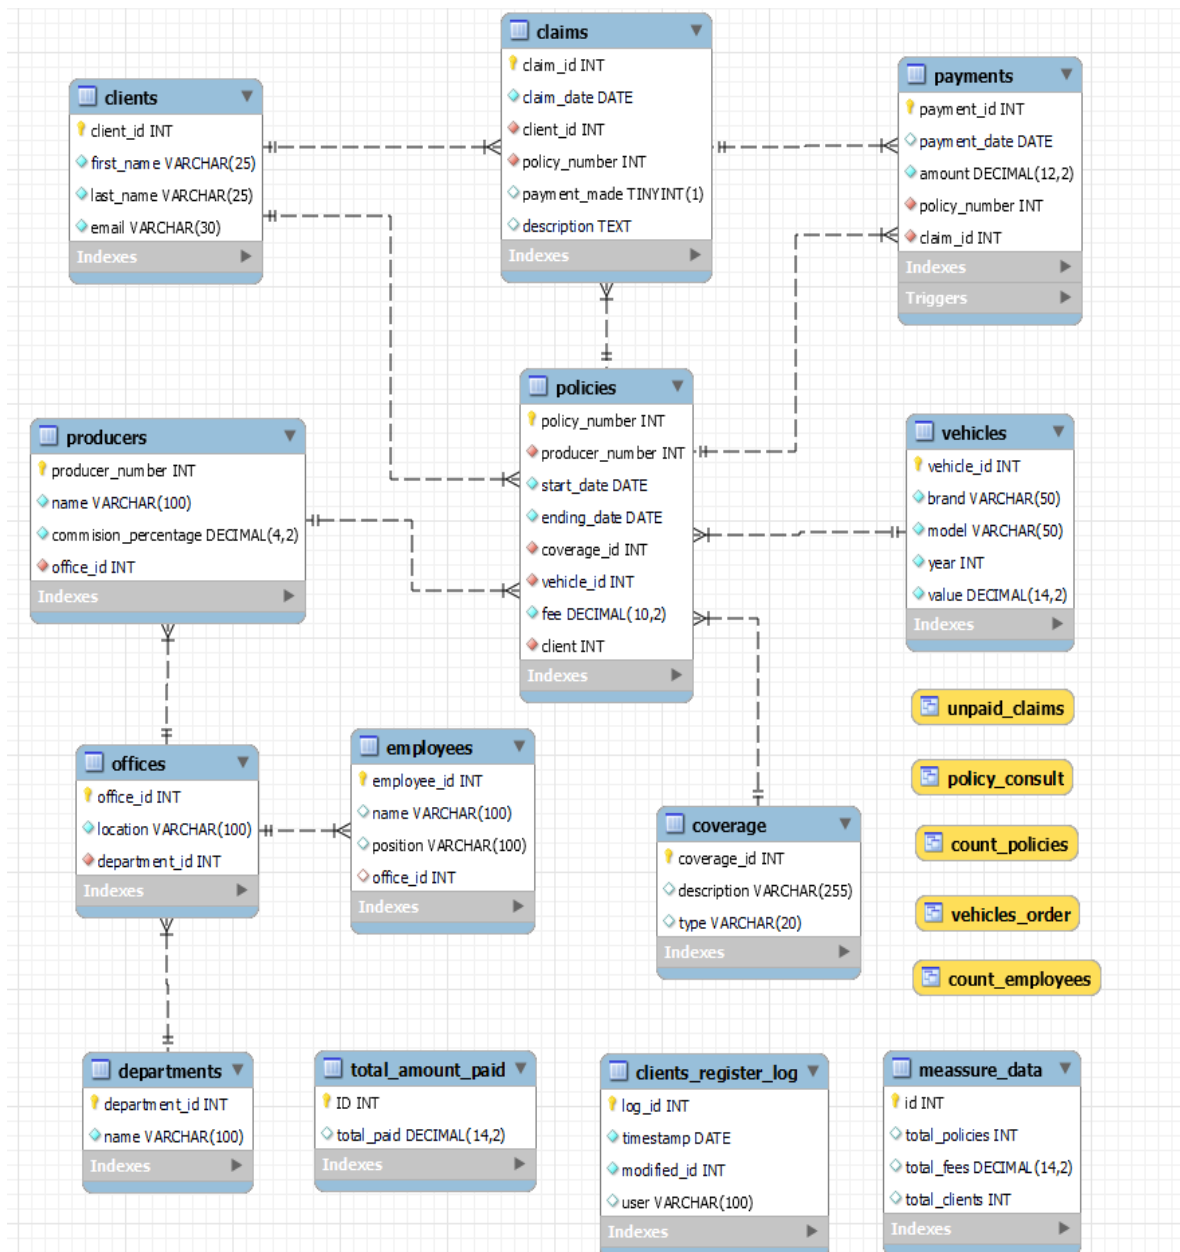 clients
client_id INT
first_name VARCHAR(25)
last_name VARCHAR(25)
email VARCHAR(30)
Indexes
claims
claim_id INT
claim_date DATE
client_id INT
policy_number INT
payment_made TINYINT(1)
description TEXT
Indexes
payments
payment_id INT
payment_date DATE
amount DECIMAL(12,2)
policy_number INT
claim_id INT
Indexes
Triggers
producers
producer_number INT
name VARCHAR(100)
commision_percentage DECIMAL(4,2)
office_id INT
Indexes
policies
policy_number INT
producer_number INT
start_date DATE
ending_date DATE
coverage_id INT
vehicle_id INT
fee DECIMAL(10,2)
client INT
Indexes
vehicles
vehicle_id INT
brand VARCHAR(50)
model VARCHAR(50)
year INT
value DECIMAL(14,2)
Indexes
unpaid_claims
policy_consult
count_policies
vehicles_order
count_employees
offices
office_id INT
location VARCHAR(100)
department_id INT
Indexes
employees
employee_id INT
name VARCHAR(100)
position VARCHAR(100)
office_id INT
Indexes
coverage
coverage_id INT
description VARCHAR(255)
type VARCHAR(20)
Indexes
departments
department_id INT
name VARCHAR(100)
Indexes
total_amount_paid
ID INT
total_paid DECIMAL(14,2)
Indexes
clients_register_log
log_id INT
timestamp DATE
modified_id INT
user VARCHAR(100)
Indexes
meassure_data
id INT
total_policies INT
total_fees DECIMAL(14,2)
total_clients INT
Indexes